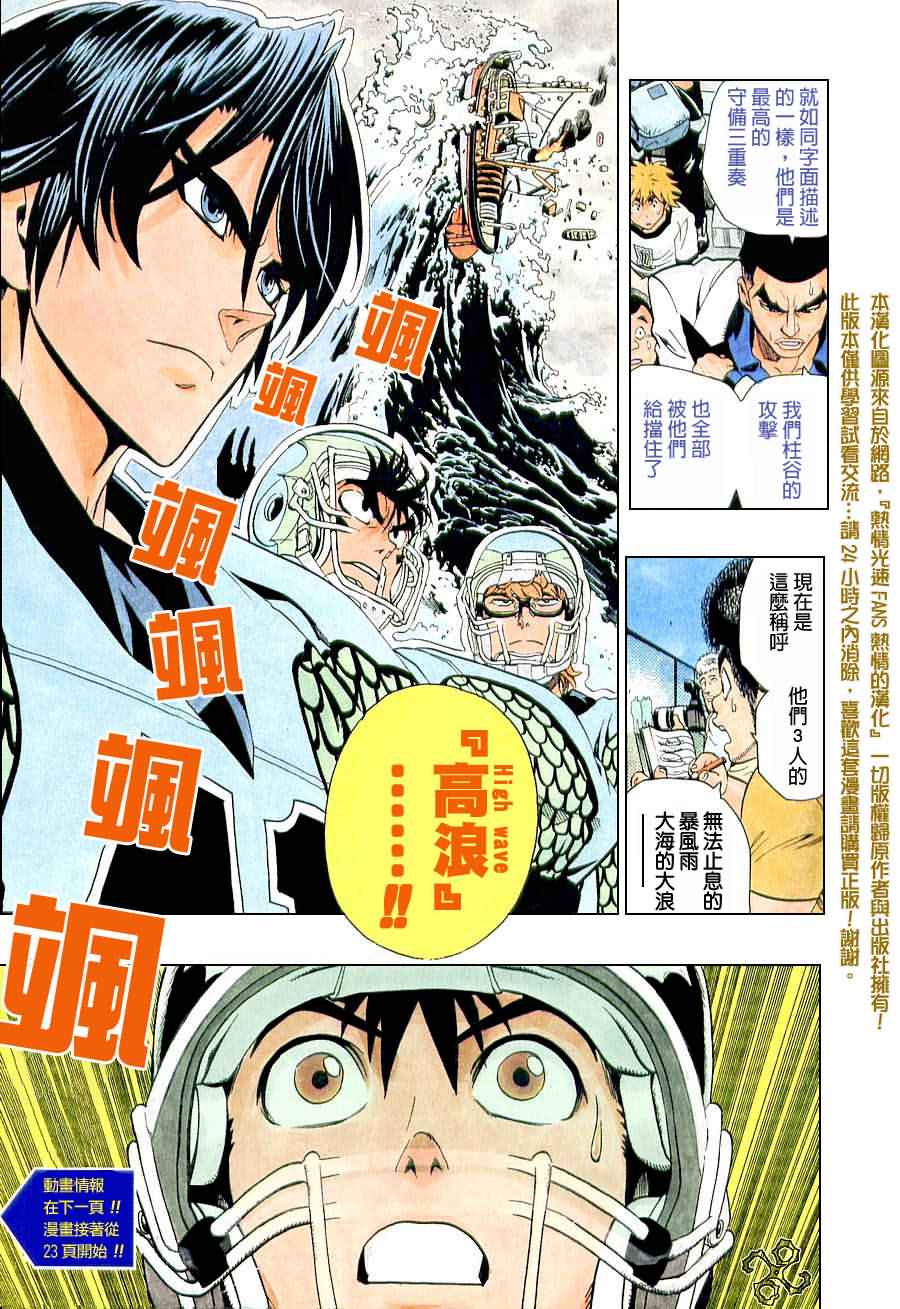 就如同字面描述
的一樣，他們是
最高的
守備三重奏
我們柱谷的
攻擊
也全部
被他們
給擋住了
現在是
這麼稱呼
他們3人的
無法止息的
暴風雨
大海的大浪──
颯
颯
颯
颯
颯
颯
High wave
『高浪』
……!!
動畫情報
在下一頁!!
漫畫接著從
23頁開始!!
本漢化圖源來自於網路，『熱情光速FANS熱情的漢化』一切版權歸原作者與出版社擁有!
此版本僅供學習試看交流…請24小時之內消除，喜歡這套漫畫請購買正版!謝謝。